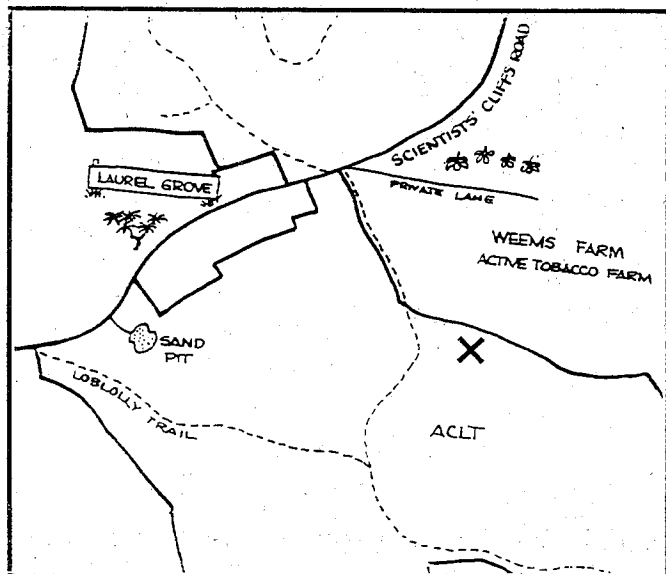 SCIENTISTS' CLIFFS ROAD
LAUREL GROVE
PRIVATE LANE
WEEMS FARM
ACTIVE TOBACCO FARM
SAND
PIT
LOBLOLLY TRAIL
ACLT
X